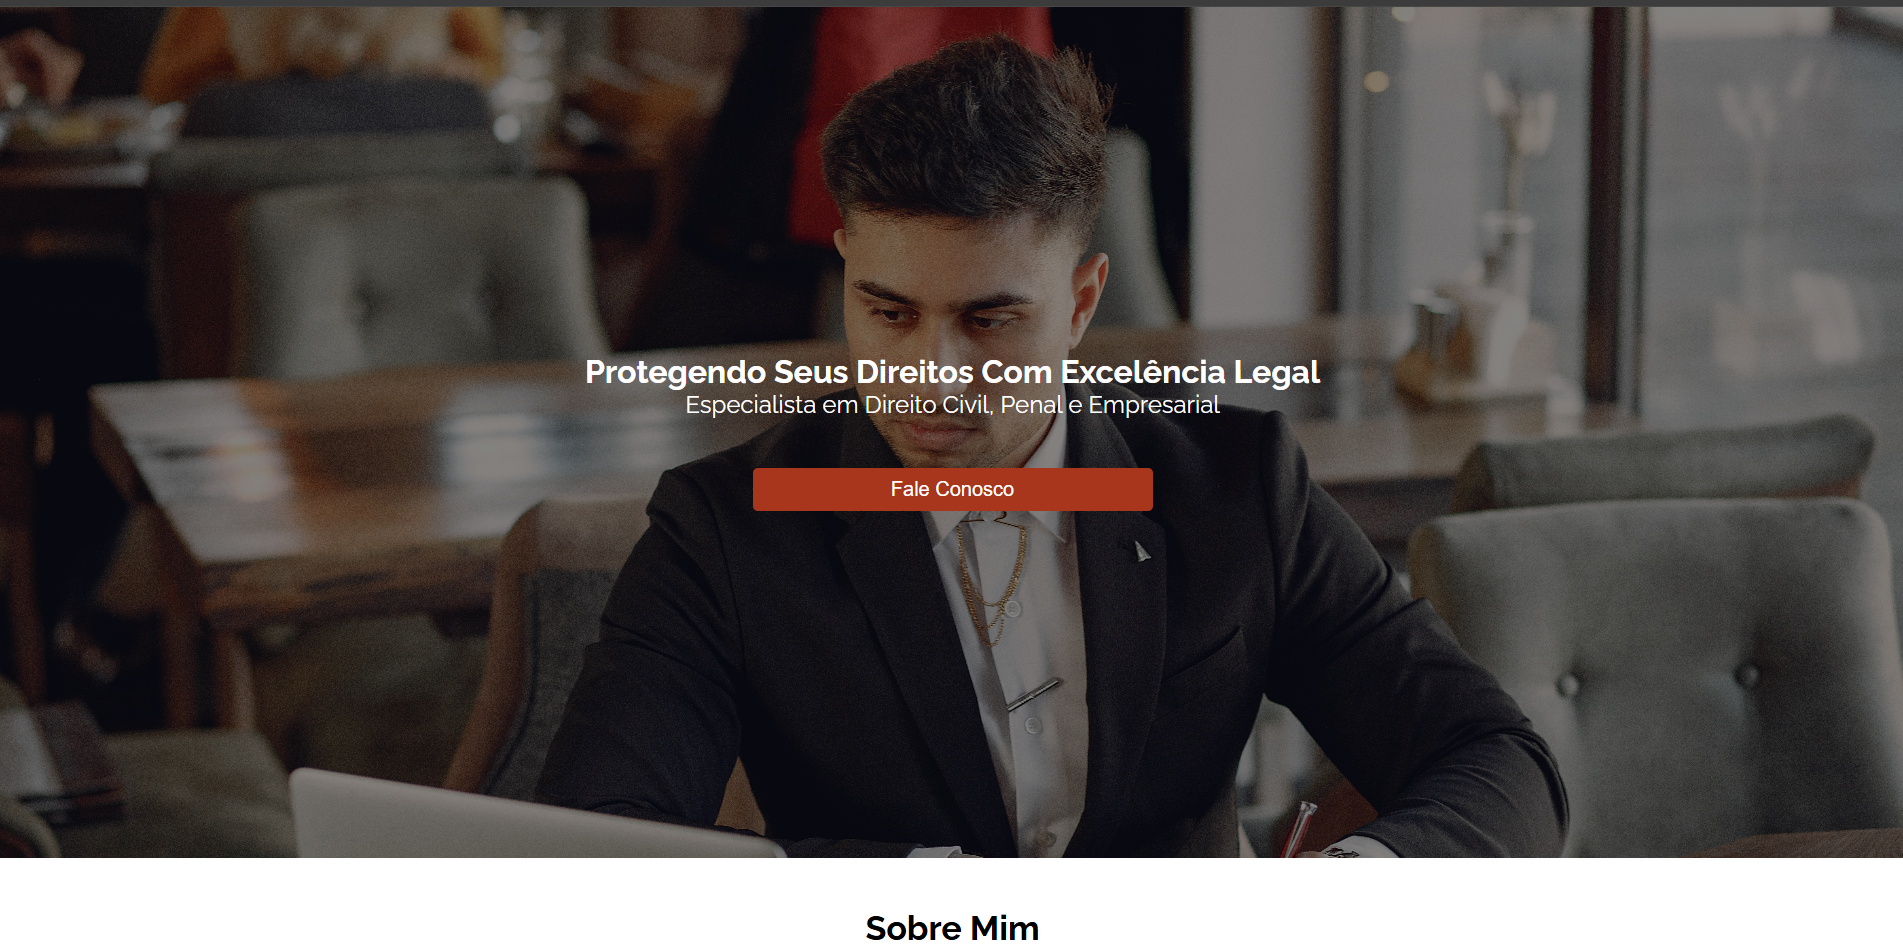 Protegendo Seus Direitos Com Excelência Legal
Especialista em Direito Civil, Penal e Empresarial
Fale Conosco
Sobre Mim